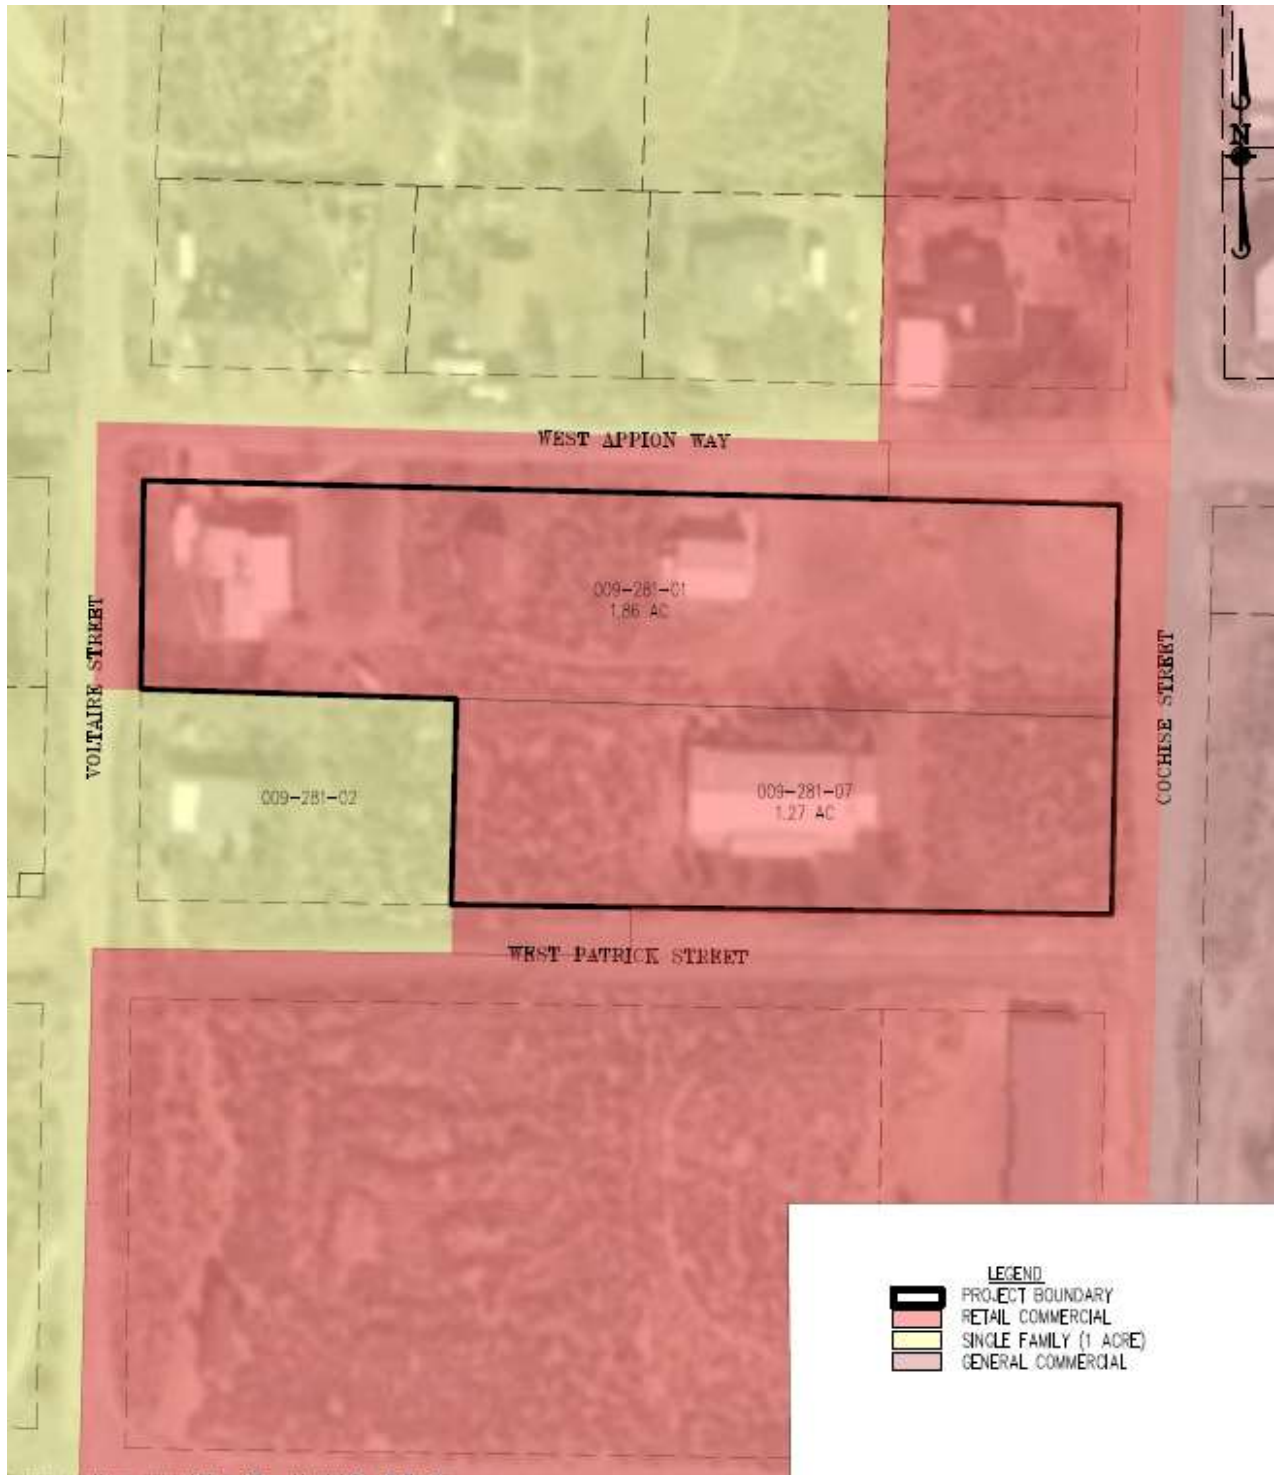 N
WEST APPION WAY
009-281-01
1.86 AC
VOLTAIRE STREET
COCHISE STREET
009-281-02
009-281-07
1.27 AC
WEST PATRICK STREET
LEGEND
PROJECT BOUNDARY
RETAIL COMMERCIAL
SINGLE FAMILY (1 ACRE)
GENERAL COMMERCIAL